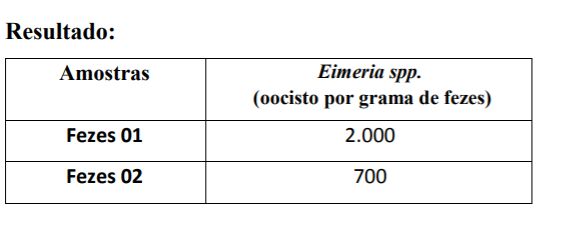 Resultado:
Amostras
Eimeria spp.
(oocisto por grama de fezes)
Fezes 01
2.000
Fezes 02
700